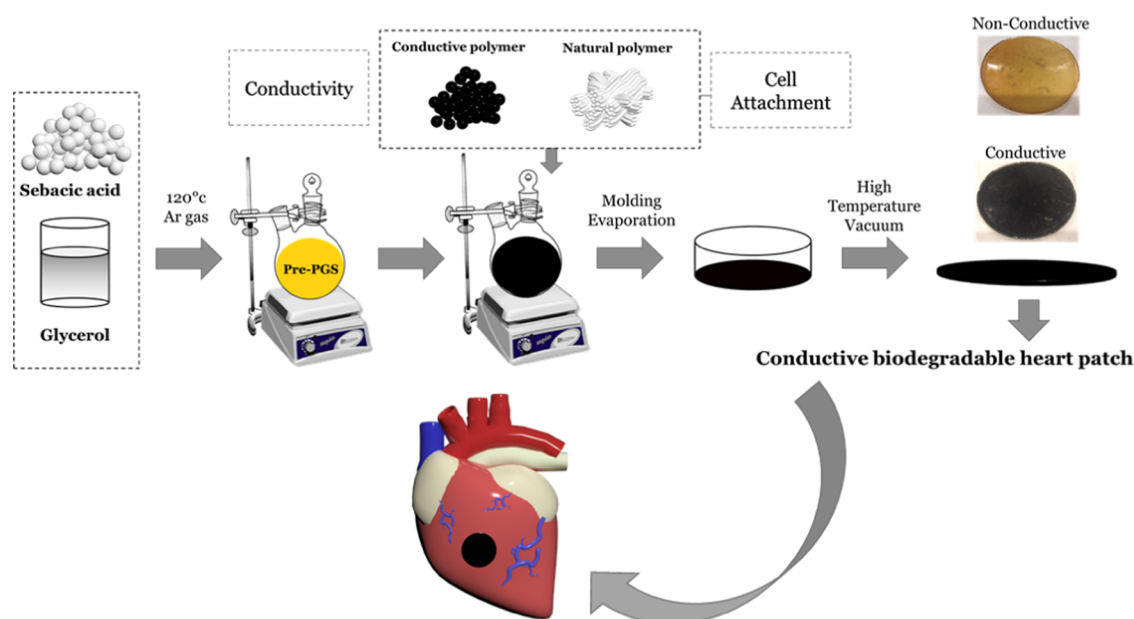 Sebacic acid
Glycerol
120°c
Ar gas
Pre-PGS
Conductivity
Conductive polymer
Natural polymer
Cell
Attachment
Molding
Evaporation
High
Temperature
Vacuum
Non-Conductive
Conductive
Conductive biodegradable heart patch